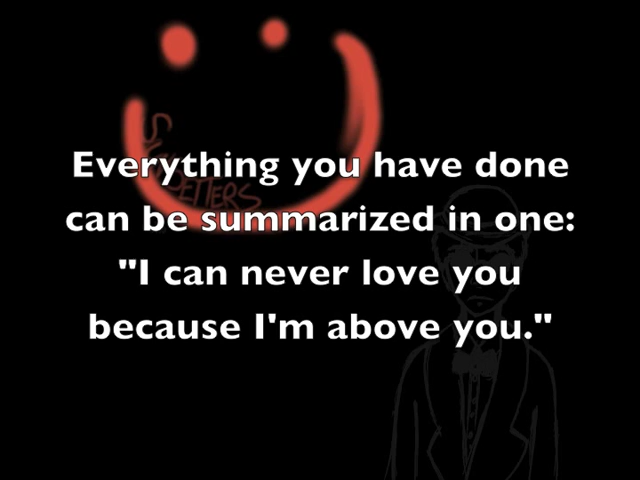 Everything you have done
can be summarized in one:
"I can never love you
because I'm above you."